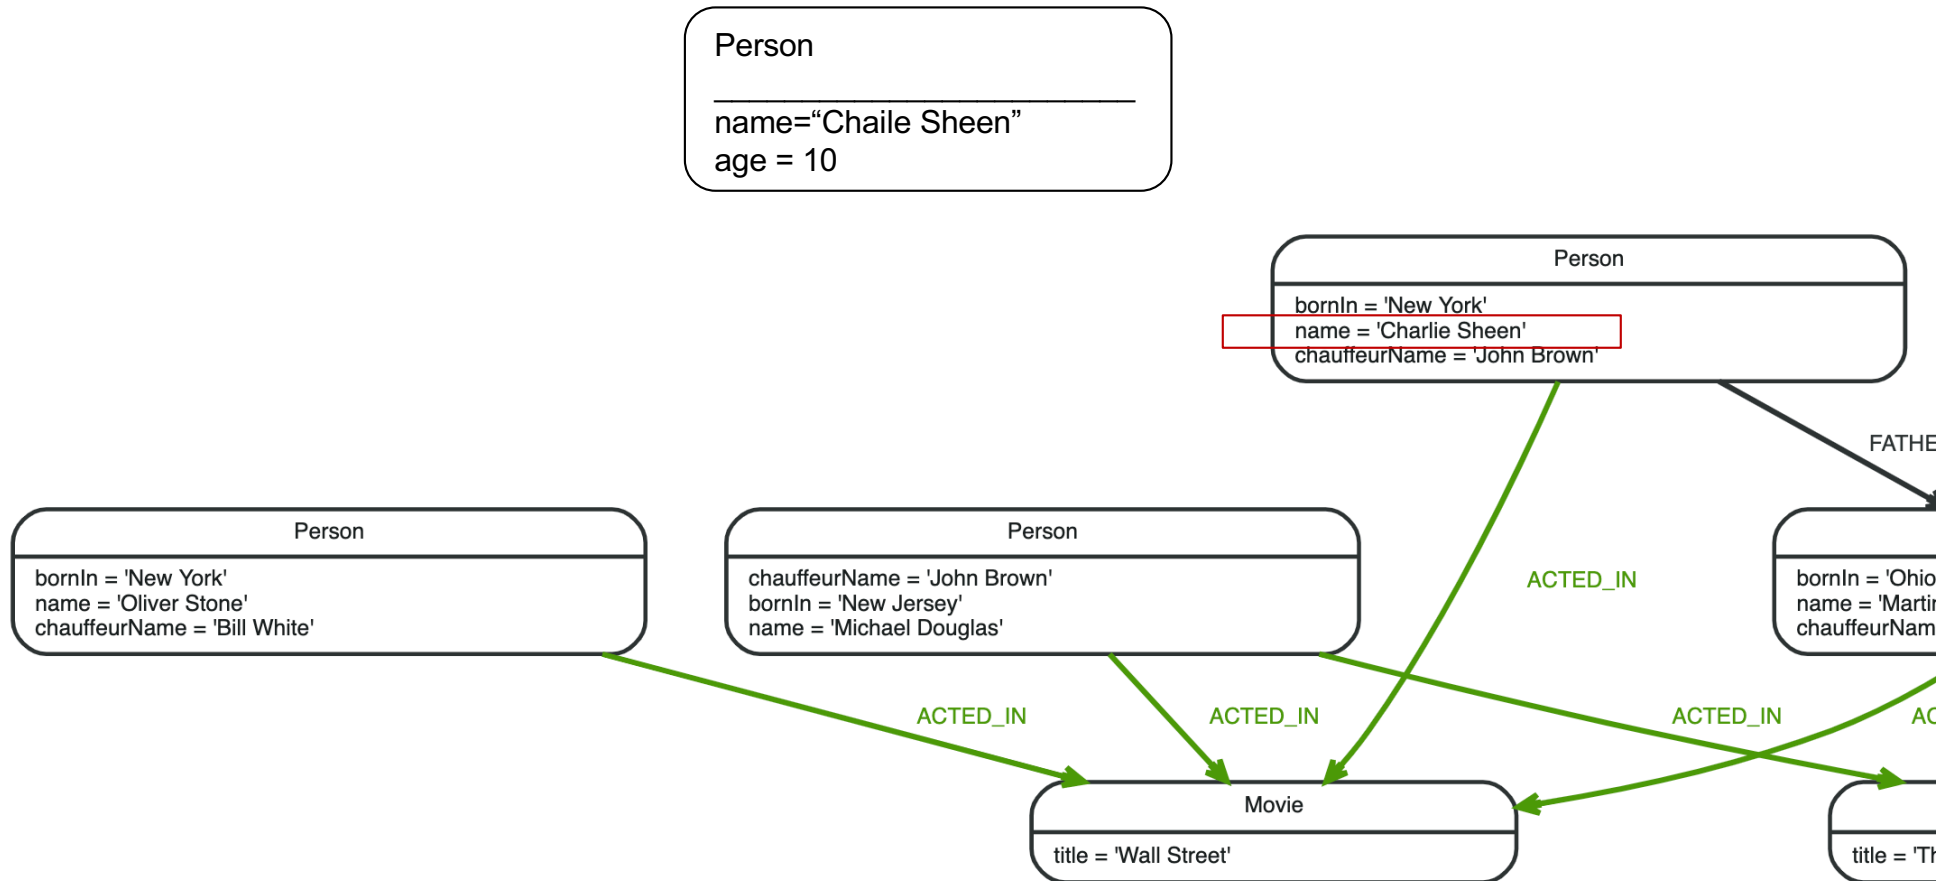 Person
name=“Chaile Sheen”
age = 10
Person
bornIn = 'New York'
name = 'Charlie Sheen'
chauffeurName = 'John Brown'
FATHE
Person
bornIn = 'New York'
name = 'Oliver Stone'
chauffeurName = 'Bill White'
Person
chauffeurName = 'John Brown'
bornIn = 'New Jersey'
name = 'Michael Douglas'
ACTED_IN
bornIn = 'Ohio
name = 'Martin
chauffeurNam
ACTED_IN
ACTED_IN
ACTED_IN
AC
Movie
title = 'Wall Street'
title = 'Th